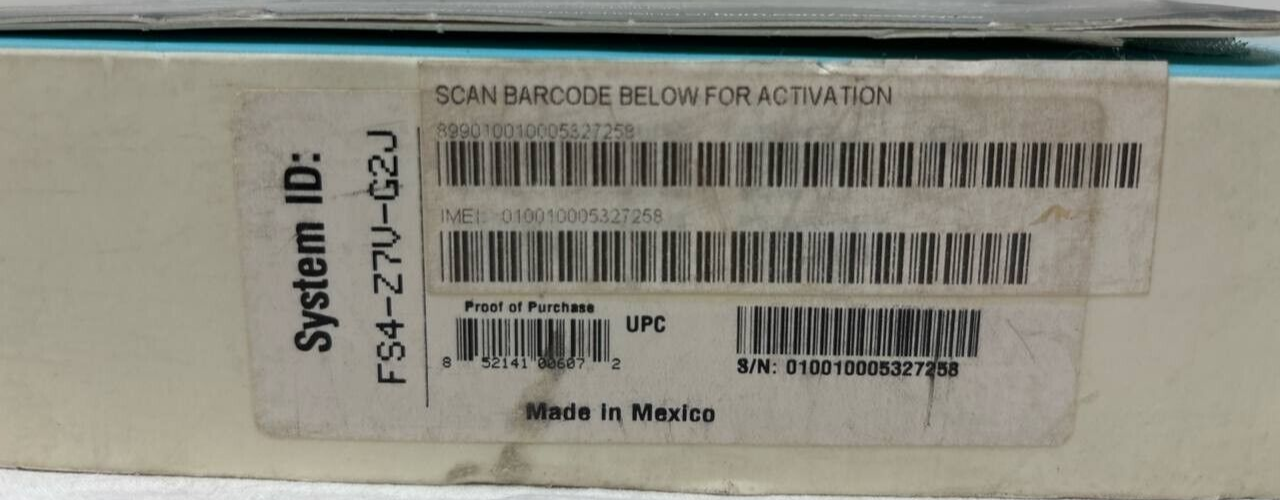 System ID:
FS4-Z7V-G2J
SCAN BARCODE BELOW FOR ACTIVATION
899010010005327258
IMEI: 010010005327258
Proof of Purchase
UPC
8 52141 00607 2
S/N: 010010005327258
Made in Mexico